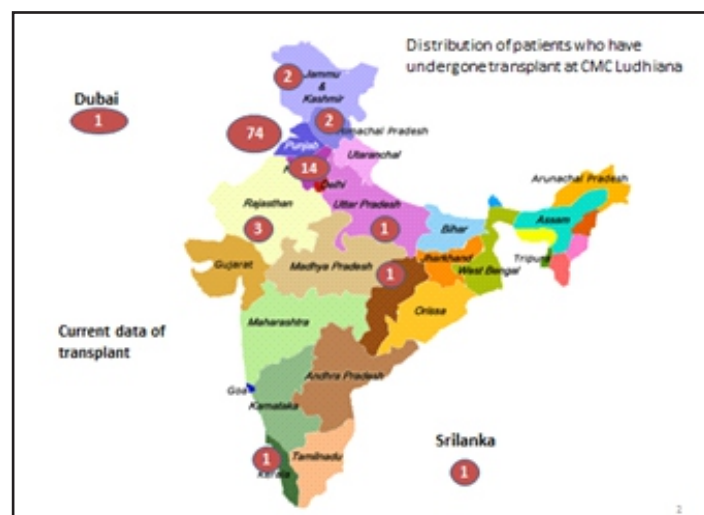 Distribution of patients who have
undergone transplant at CMC Ludhiana
Dubai
1
2
Jammu
&
Kashmir
74
2
machal Pradesh
Punjab
Utaranchal
14
Delhi
Arunachal Pradesh
Rajasthan
Uttar Pradesh
3
1
Bihar
Assam
Gujarat
Madhya Pradesh
1
Jharkhand
West Bengal
Tripura
Current data of
transplant
Maharashtra
Orissa
Andhra Pradesh
Goa
Karnataka
Srilanka
1
Kerala
Tamilnadu
1
2